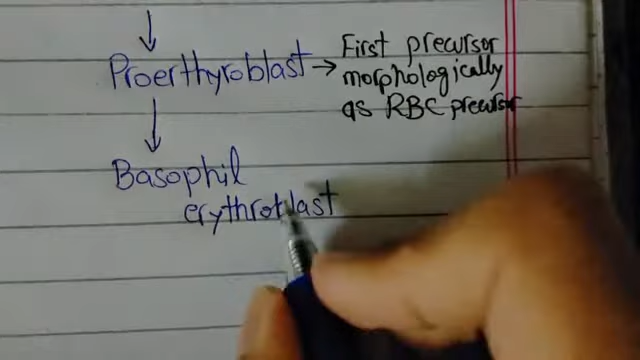 Proerthyroblast → First precursor
morphologically
as RBC precursor
Basophil
erythroblast